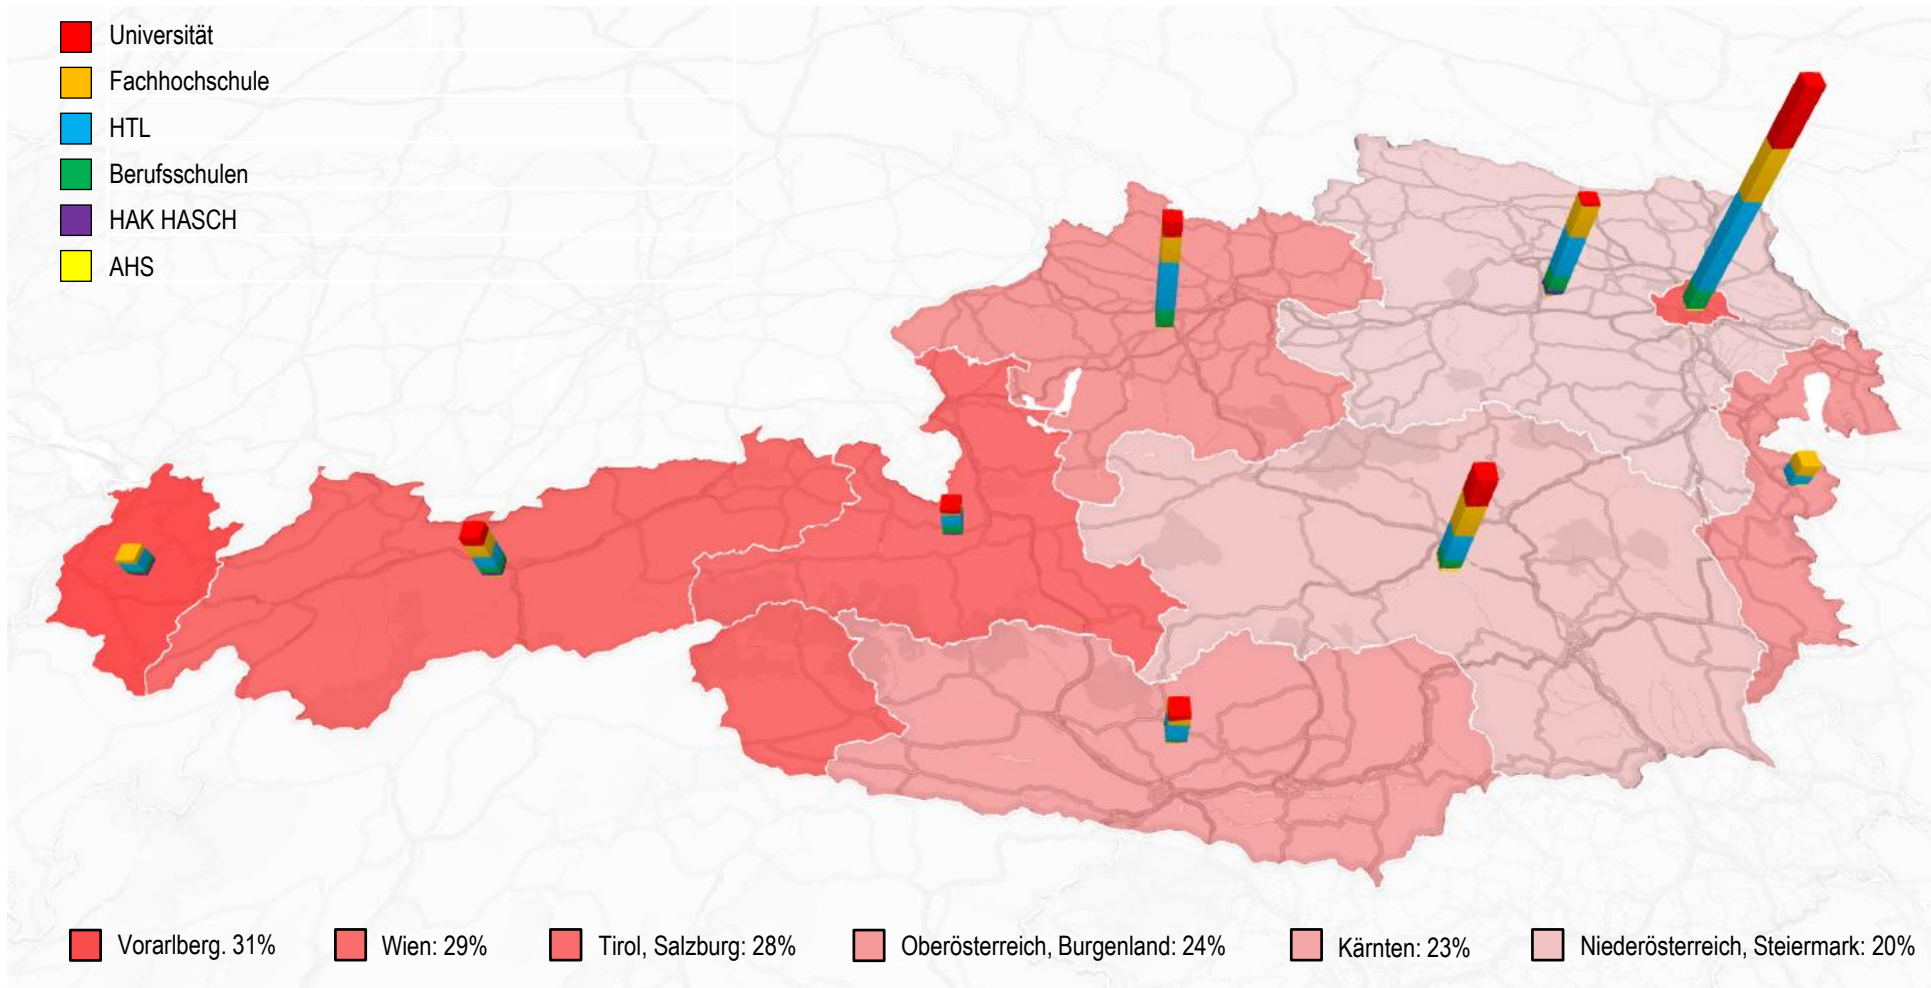 Universität
Fachhochschule
HTL
Berufsschulen
HAK HASCH
AHS
Vorarlberg. 31%
Wien: 29%
Tirol, Salzburg: 28%
Oberösterreich, Burgenland: 24%
Kärnten: 23%
Niederösterreich, Steiermark: 20%